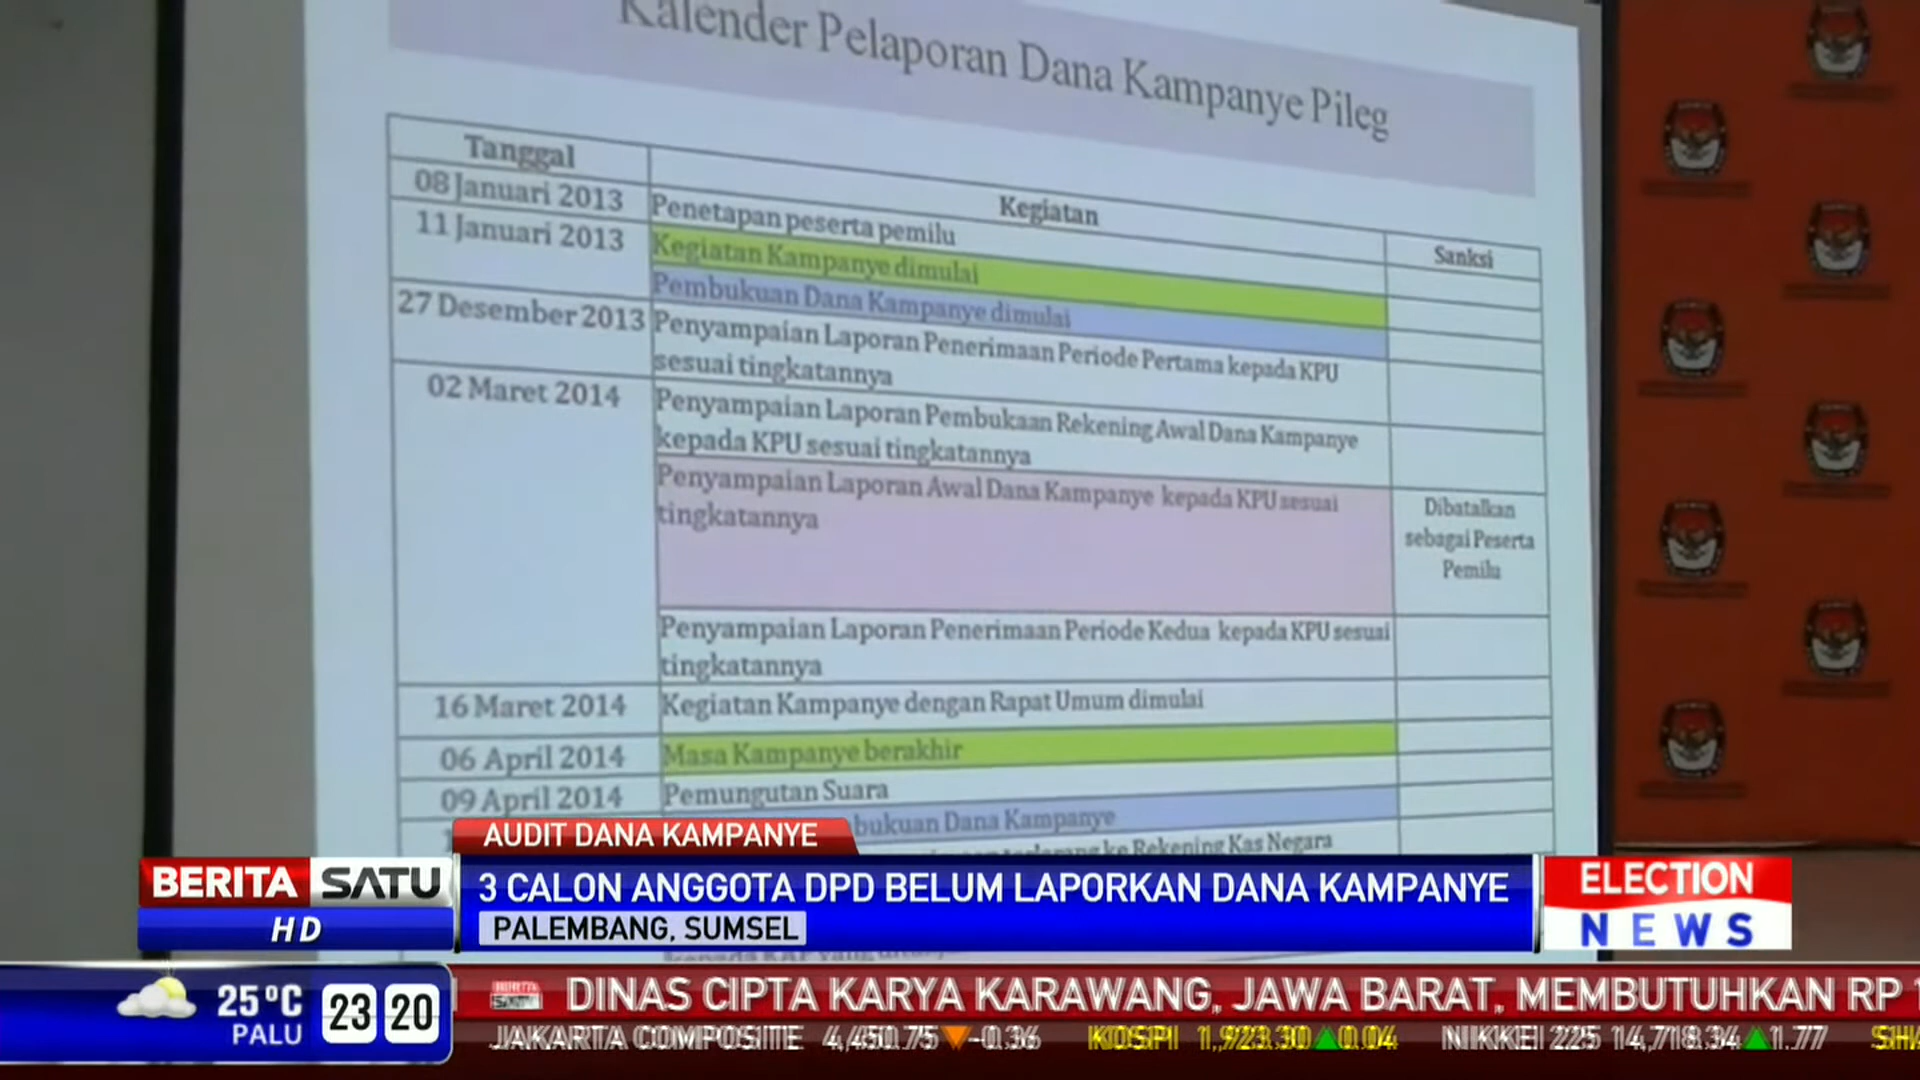 Kalender Pelaporan Dana Kampanye Pileg
Tanggal
Kegiatan
Sanksi
08 Januari 2013
Penetapan peserta pemilu
11 Januari 2013
Kegiatan Kampanye dimulai
Pembukuan Dana Kampanye dimulai
27 Desember 2013
Penyampaian Laporan Penerimaan Periode Pertama kepada KPU
sesuai tingkatannya
02 Maret 2014
Penyampaian Laporan Pembukaan Rekening Awal Dana Kampanye
kepada KPU sesuai tingkatannya
Penyampaian Laporan Awal Dana Kampanye kepada KPU sesuai
tingkatannya
Dibatalkan
sebagai Peserta
Pemilu
Penyampaian Laporan Penerimaan Periode Kedua kepada KPU sesuai
tingkatannya
16 Maret 2014
Kegiatan Kampanye dengan Rapat Umum dimulai
06 April 2014
Masa Kampanye berakhir
09 April 2014
Pemungutan Suara
bukuan Dana Kampanye
ke Rekening Kas Negara
AUDIT DANA KAMPANYE
BERITA SATU
HD
3 CALON ANGGOTA DPD BELUM LAPORKAN DANA KAMPANYE
PALEMBANG, SUMSEL
ELECTION
NEWS
25°C
PALU
23 20
BERITA SATU
DINAS CIPTA KARYA KARAWANG, JAWA BARAT, MEMBUTUHKAN RP
JAKARTA COMPOSITE 4,450.75 -0.36 KOSPI 1,923.30 0.04 NIKKEI 225 14,718.34 1.77